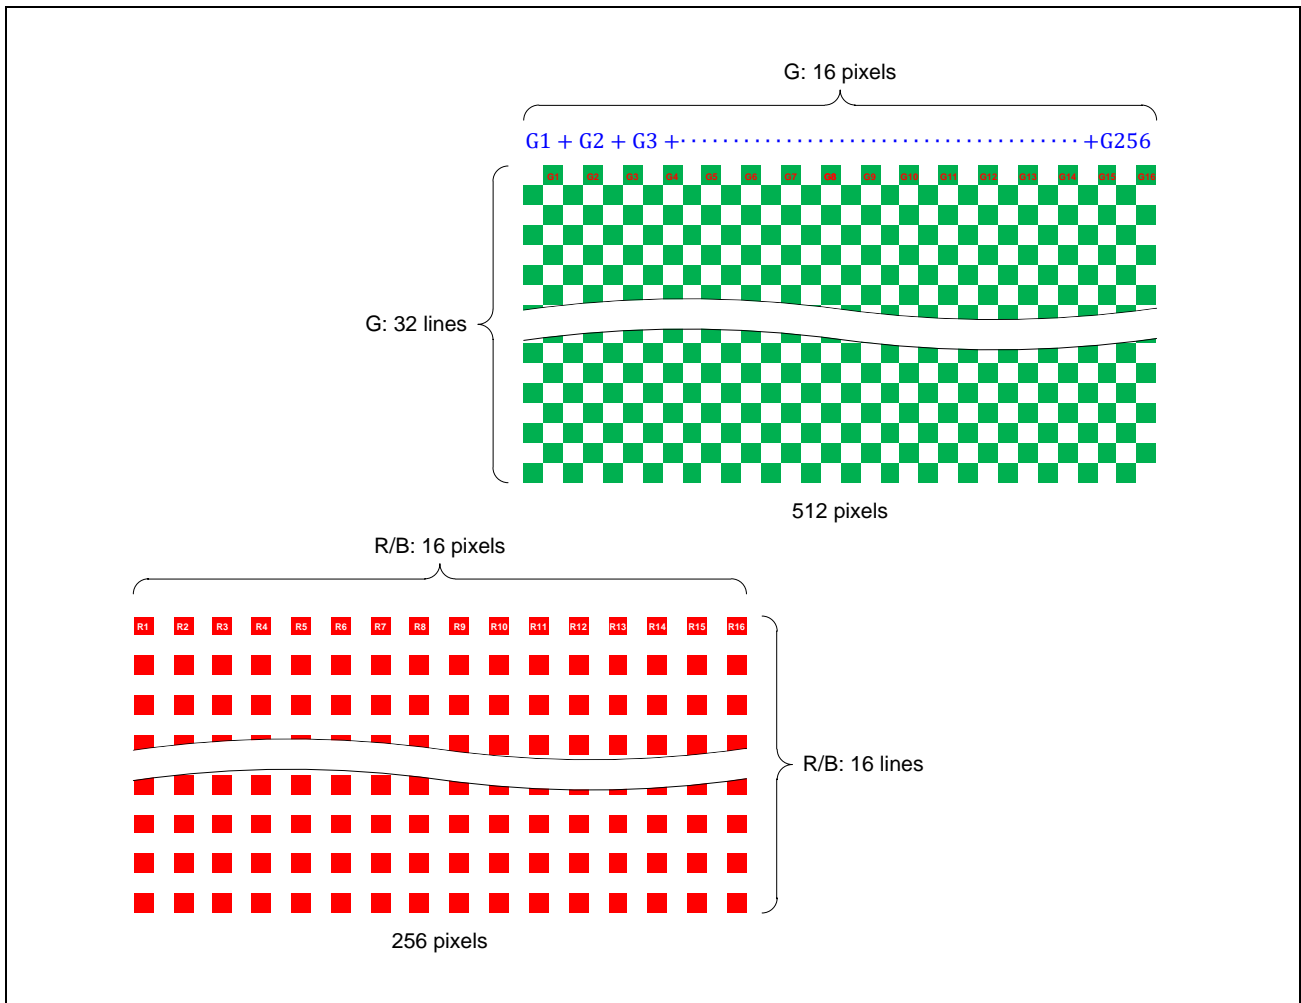 G: 16 pixels
G1 + G2 + G3 +······································+G256
G1 G2 G3 G4 G5 G6 G7 G8 G9 G10 G11 G12 G13 G14 G15 G16
G: 32 lines
512 pixels
R/B: 16 pixels
R1 R2 R3 R4 R5 R6 R7 R8 R9 R10 R11 R12 R13 R14 R15 R16
R/B: 16 lines
256 pixels